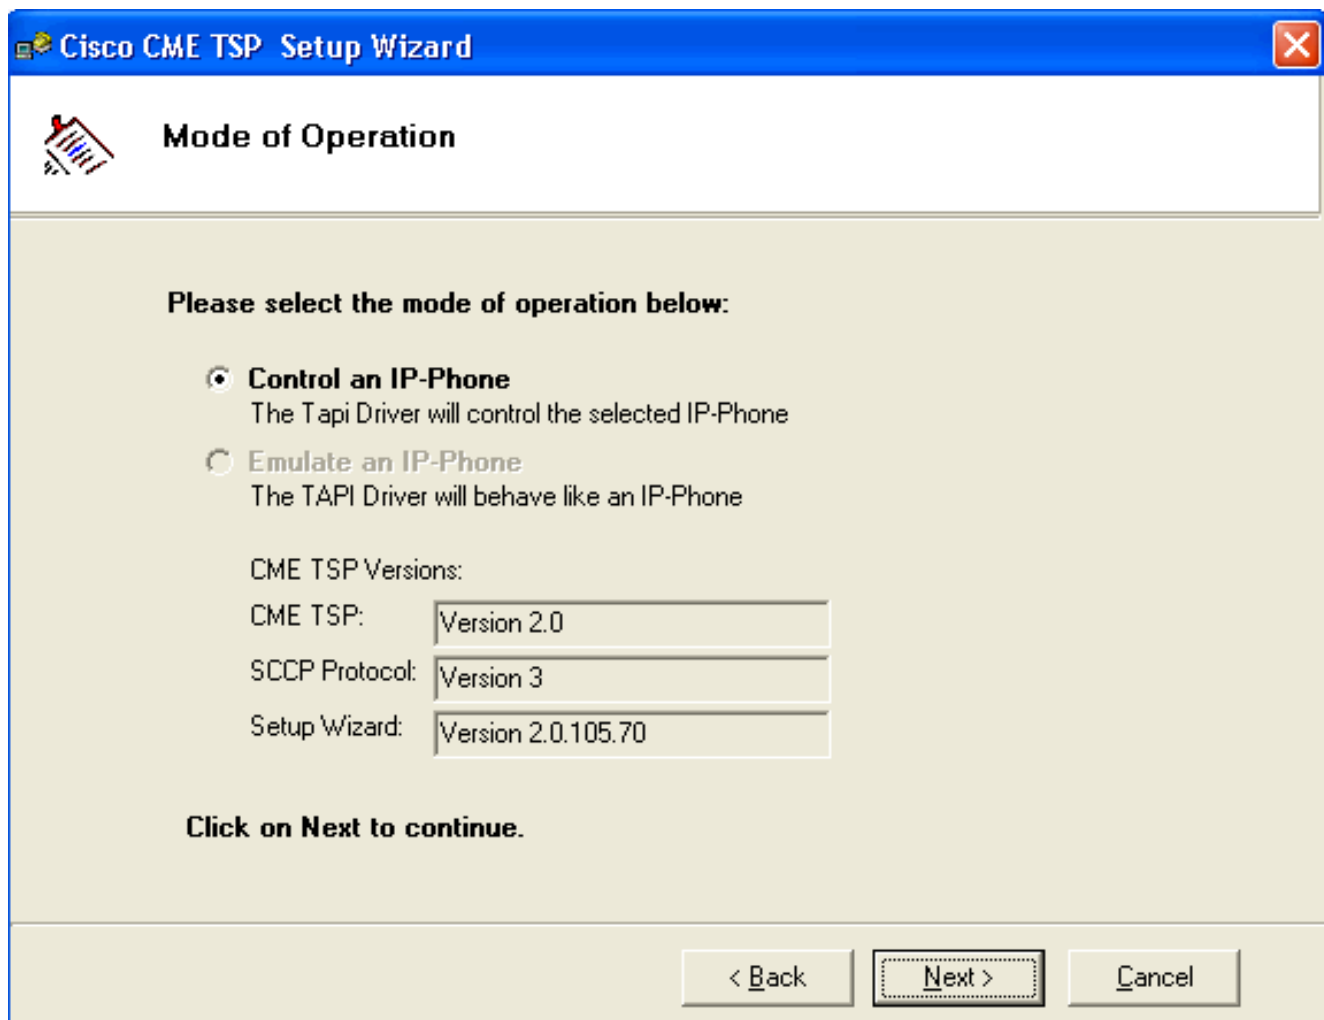 Cisco CME TSP Setup Wizard
Mode of Operation
Please select the mode of operation below:
Control an IP-Phone
The Tapi Driver will control the selected IP-Phone
Emulate an IP-Phone
The TAPI Driver will behave like an IP-Phone
CME TSP Versions:
CME TSP: Version 2.0
SCCP Protocol: Version 3
Setup Wizard: Version 2.0.105.70
Click on Next to continue.
< Back Next > Cancel